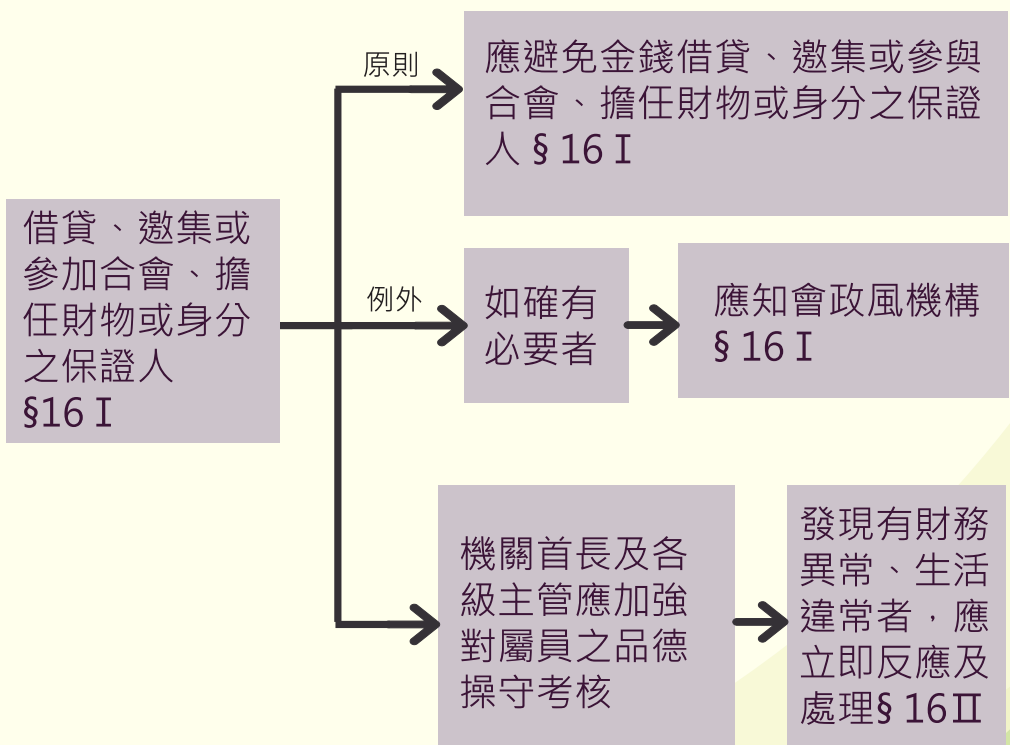 借貸、邀集或
參加合會、擔
任財物或身分
之保證人
§16Ⅰ
原則
應避免金錢借貸、邀集或參與
合會、擔任財物或身分之保證
人§ 16Ⅰ
例外
如確有
必要者
應知會政風機構
§ 16Ⅰ
機關首長及各
級主管應加強
對屬員之品德
操守考核
發現有財務
異常、生活
違常者，應
立即反應及
處理§ 16Ⅱ